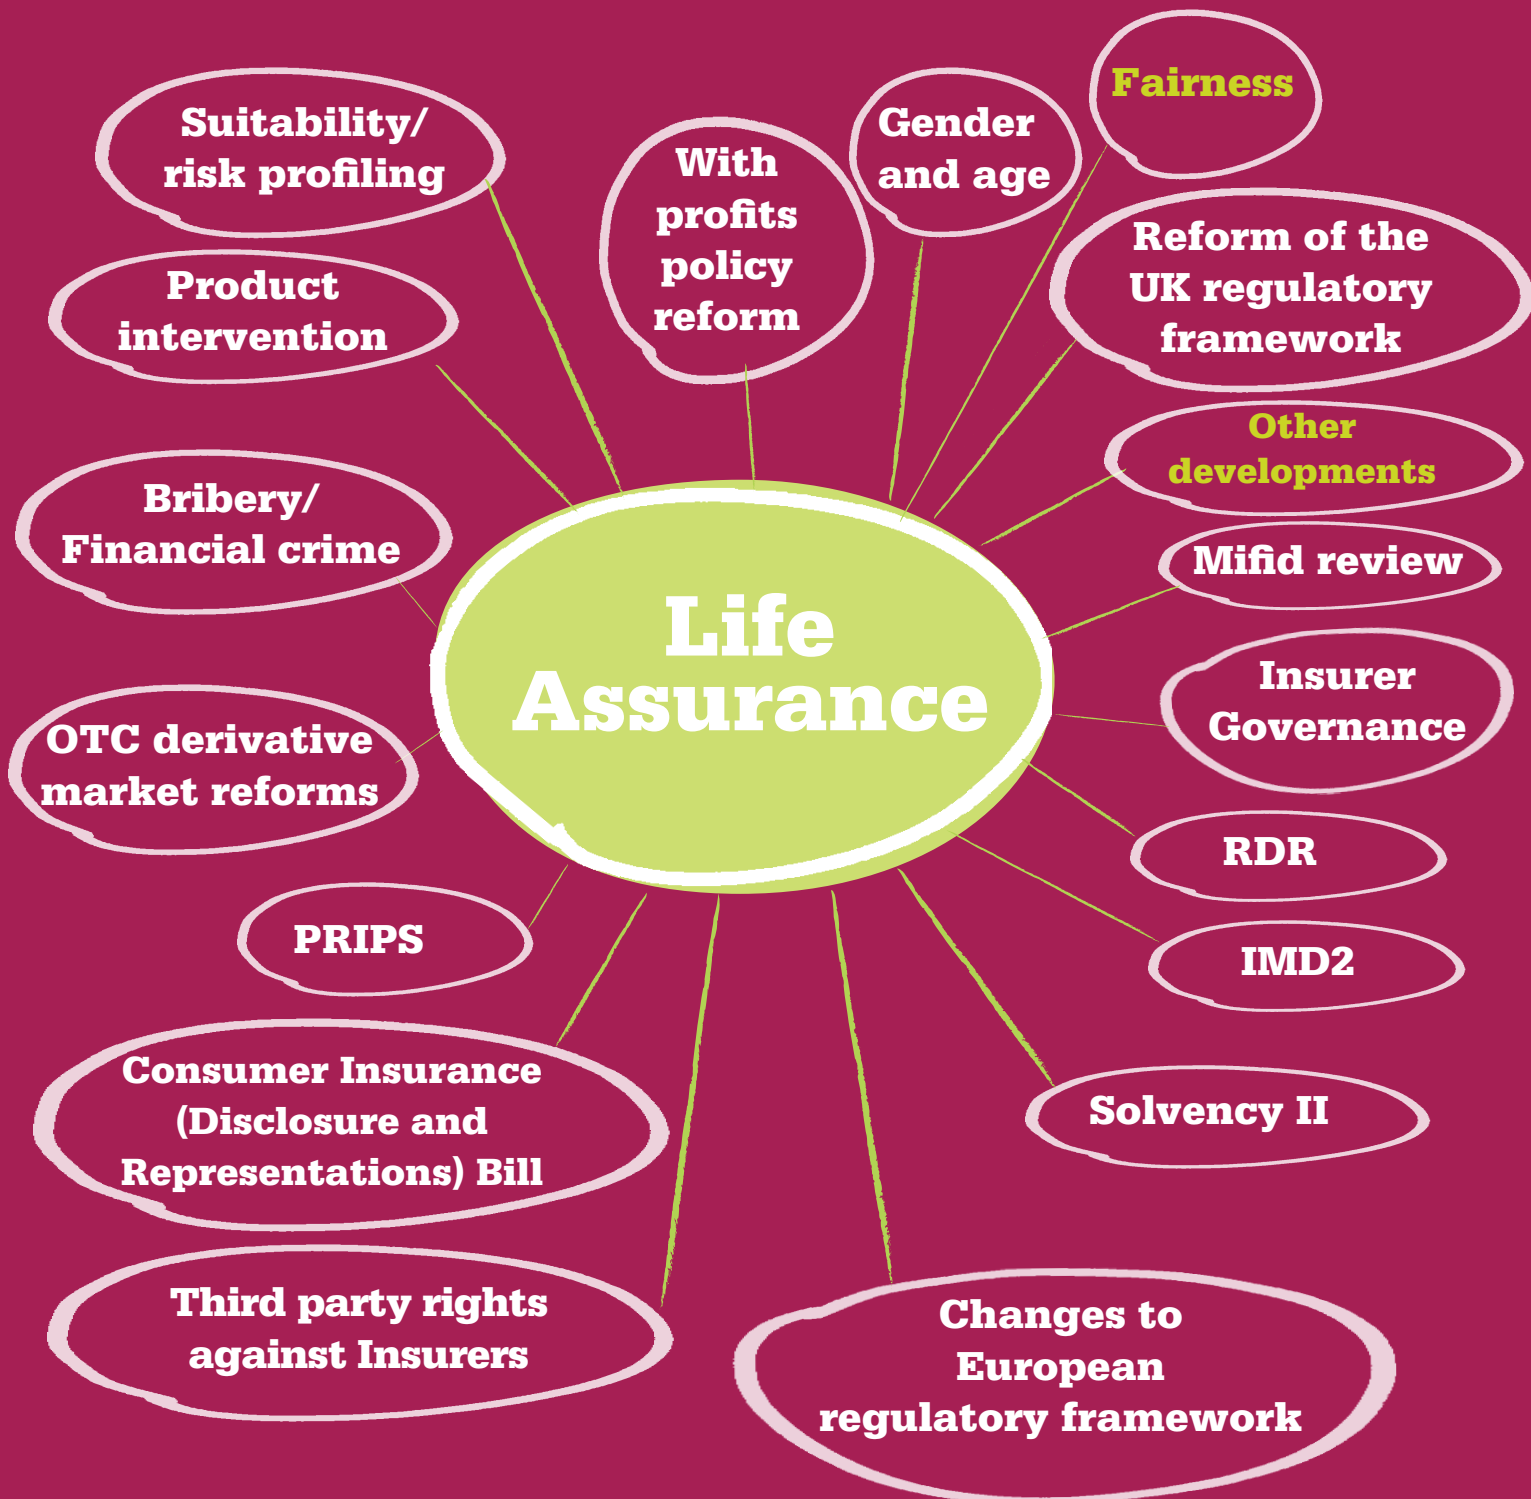 Fairness
Suitability/
risk profiling
Gender
and age
With
profits
policy
reform
Reform of the
UK regulatory
framework
Product
intervention
Other
developments
Bribery/
Financial crime
Mifid review
Life
Assurance
Insurer
Governance
OTC derivative
market reforms
RDR
PRIPS
IMD2
Consumer Insurance
(Disclosure and
Representations) Bill
Solvency II
Third party rights
against Insurers
Changes to
European
regulatory framework